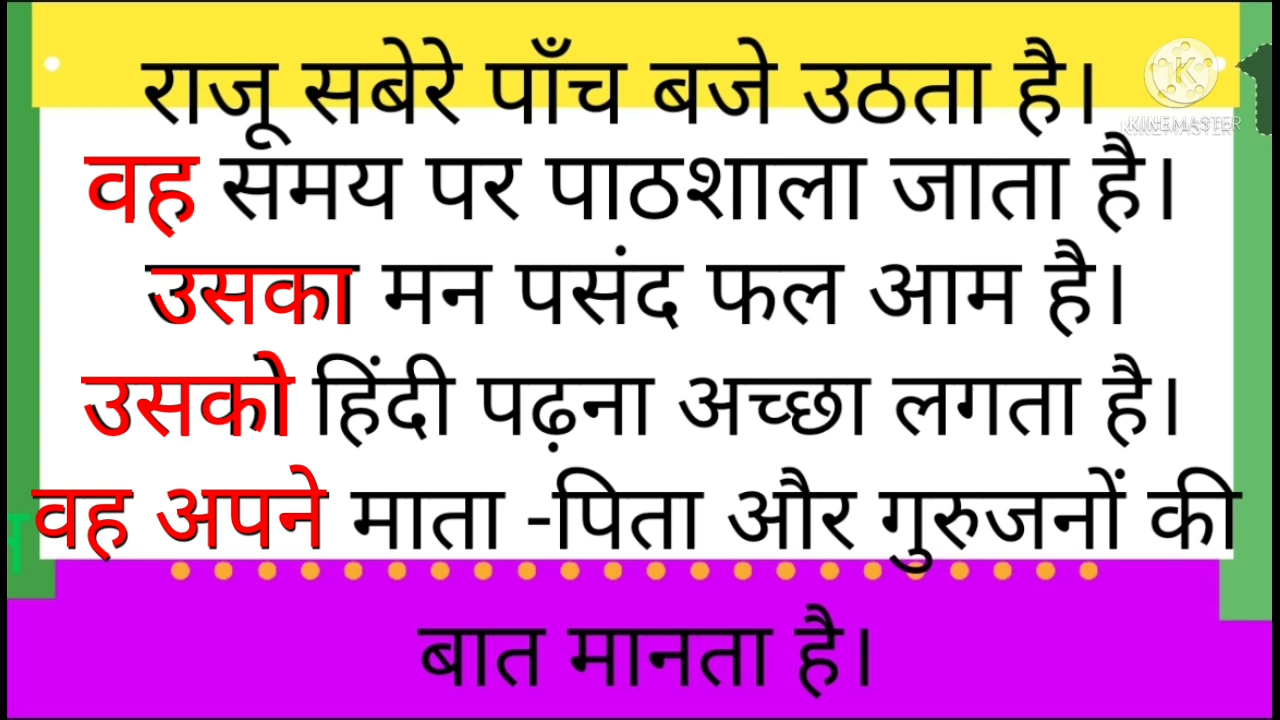 राजू सबेरे पाँच बजे उठता है।
KINEMASTER
वह समय पर पाठशाला जाता है।
उसका मन पसंद फल आम है।
उसको हिंदी पढ़ना अच्छा लगता है।
वह अपने माता -पिता और गुरुजनों की
बात मानता है।